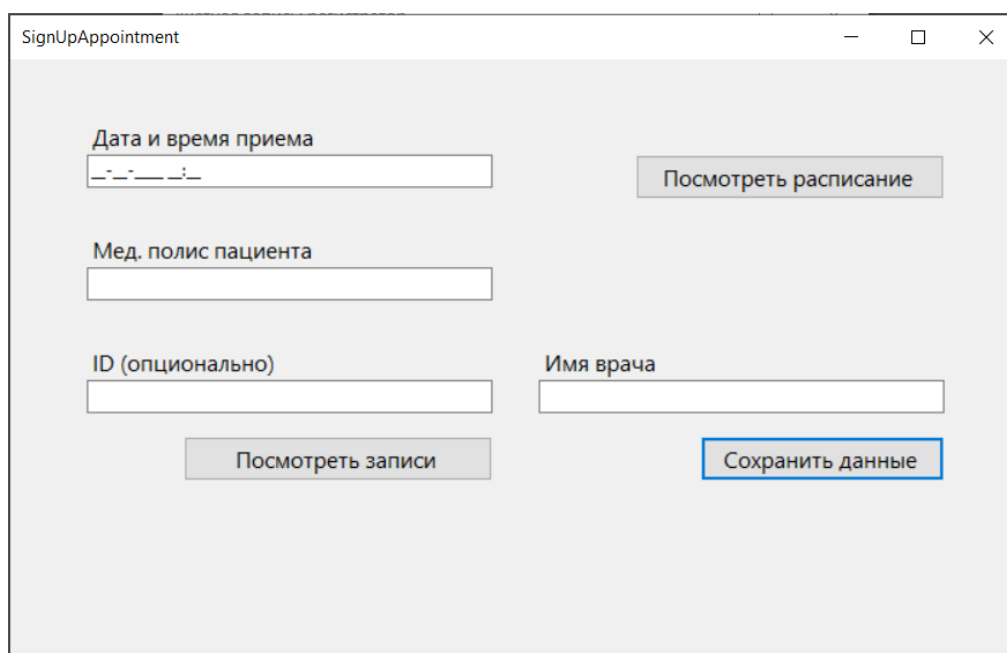 SignUpAppointment
Дата и время приема
__-__-____ __:__
Посмотреть расписание
Мед. полис пациента
ID (опционально)
Имя врача
Посмотреть записи
Сохранить данные